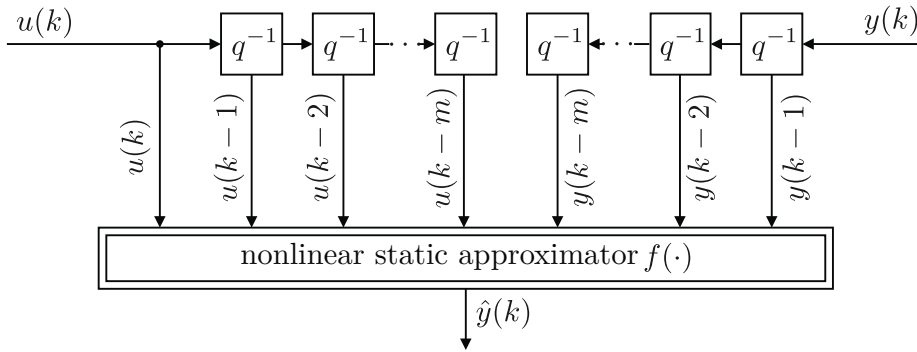 u(k) y(k)
q⁻¹ q⁻¹ ··· q⁻¹ q⁻¹ ··· q⁻¹ q⁻¹
u(k) u(k − 1) u(k − 2) u(k − m) y(k − m) y(k − 2) y(k − 1)
nonlinear static approximator f(·)
ŷ(k)